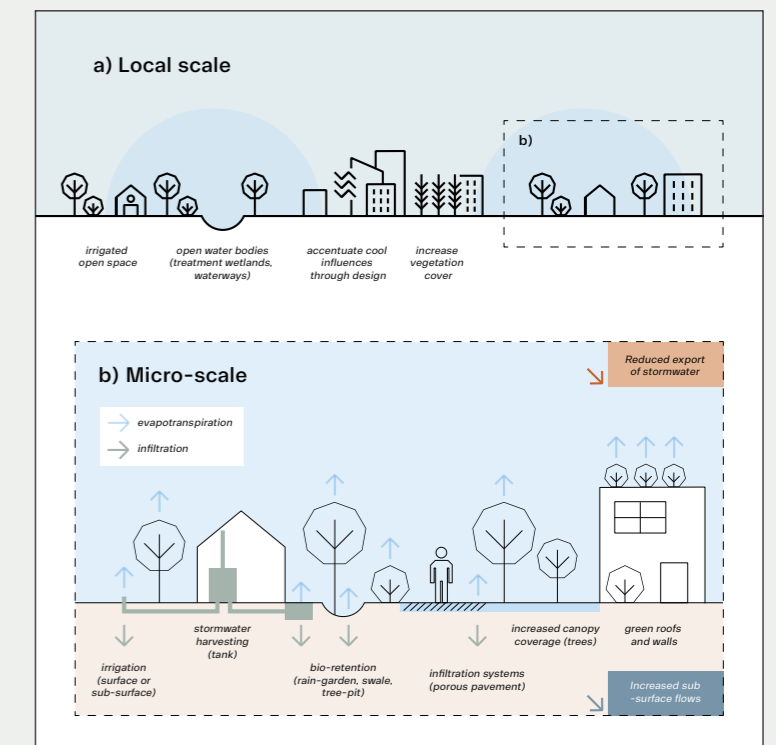 a) Local scale
b)
irrigated
open space
open water bodies
(treatment wetlands,
waterways)
accentuate cool
influences
through design
increase
vegetation
cover
b) Micro-scale
Reduced export
of stormwater
evapotranspiration
infiltration
irrigation
(surface or
sub-surface)
stormwater
harvesting
(tank)
bio-retention
(rain-garden, swale,
tree-pit)
infiltration systems
(porous pavement)
increased canopy
coverage (trees)
green roofs
and walls
Increased sub
-surface flows